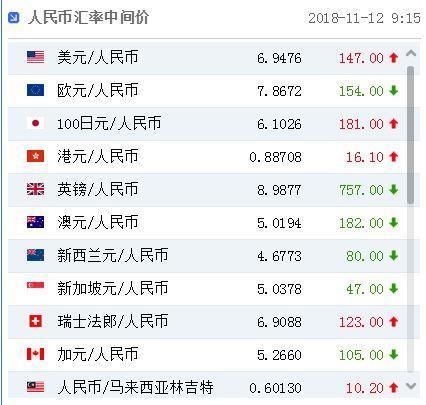 人民币汇率中间价 2018-11-12 9:15
美元/人民币 6.9476 147.00
欧元/人民币 7.8672 154.00
100日元/人民币 6.1026 181.00
港元/人民币 0.88708 16.10
英镑/人民币 8.9877 757.00
澳元/人民币 5.0194 182.00
新西兰元/人民币 4.6773 80.00
新加坡元/人民币 5.0378 47.00
瑞士法郎/人民币 6.9088 123.00
加元/人民币 5.2660 105.00
人民币/马来西亚林吉特 0.60130 10.20